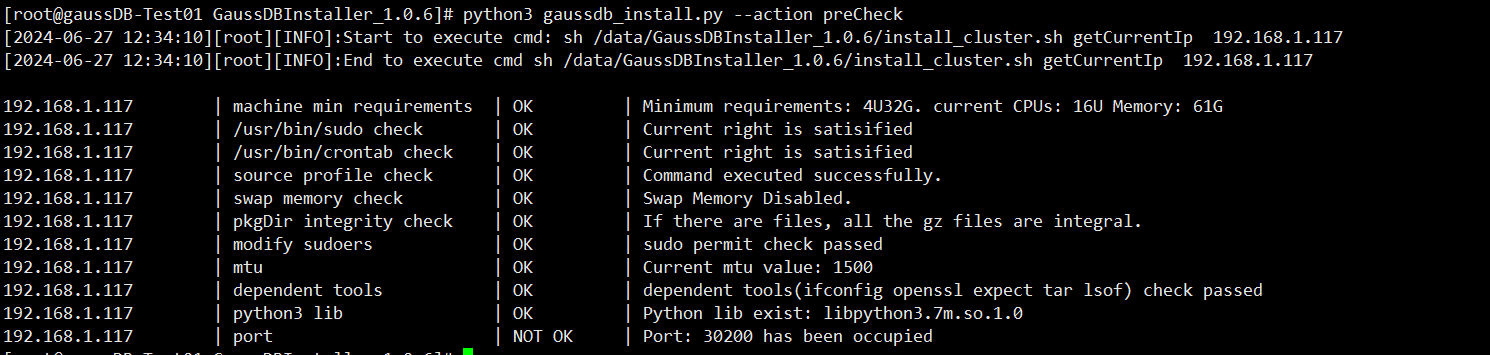 [root@gaussDB-Test01 GaussDBInstaller_1.0.6]# python3 gaussdb_install.py --action preCheck
[2024-06-27 12:34:10][root][INFO]:Start to execute cmd: sh /data/GaussDBInstaller_1.0.6/install_cluster.sh getCurrentIp  192.168.1.117
[2024-06-27 12:34:10][root][INFO]:End to execute cmd sh /data/GaussDBInstaller_1.0.6/install_cluster.sh getCurrentIp  192.168.1.117
192.168.1.117 | machine min requirements | OK | Minimum requirements: 4U32G. current CPUs: 16U Memory: 61G
192.168.1.117 | /usr/bin/sudo check | OK | Current right is satisified
192.168.1.117 | /usr/bin/crontab check | OK | Current right is satisified
192.168.1.117 | source profile check | OK | Command executed successfully.
192.168.1.117 | swap memory check | OK | Swap Memory Disabled.
192.168.1.117 | pkgDir integrity check | OK | If there are files, all the gz files are integral.
192.168.1.117 | modify sudoers | OK | sudo permit check passed
192.168.1.117 | mtu | OK | Current mtu value: 1500
192.168.1.117 | dependent tools | OK | dependent tools(ifconfig openssl expect tar lsof) check passed
192.168.1.117 | python3 lib | OK | Python lib exist: libpython3.7m.so.1.0
192.168.1.117 | port | NOT OK | Port: 30200 has been occupied
[root@gaussDB-Test01 GaussDBInstaller_1.0.6]#